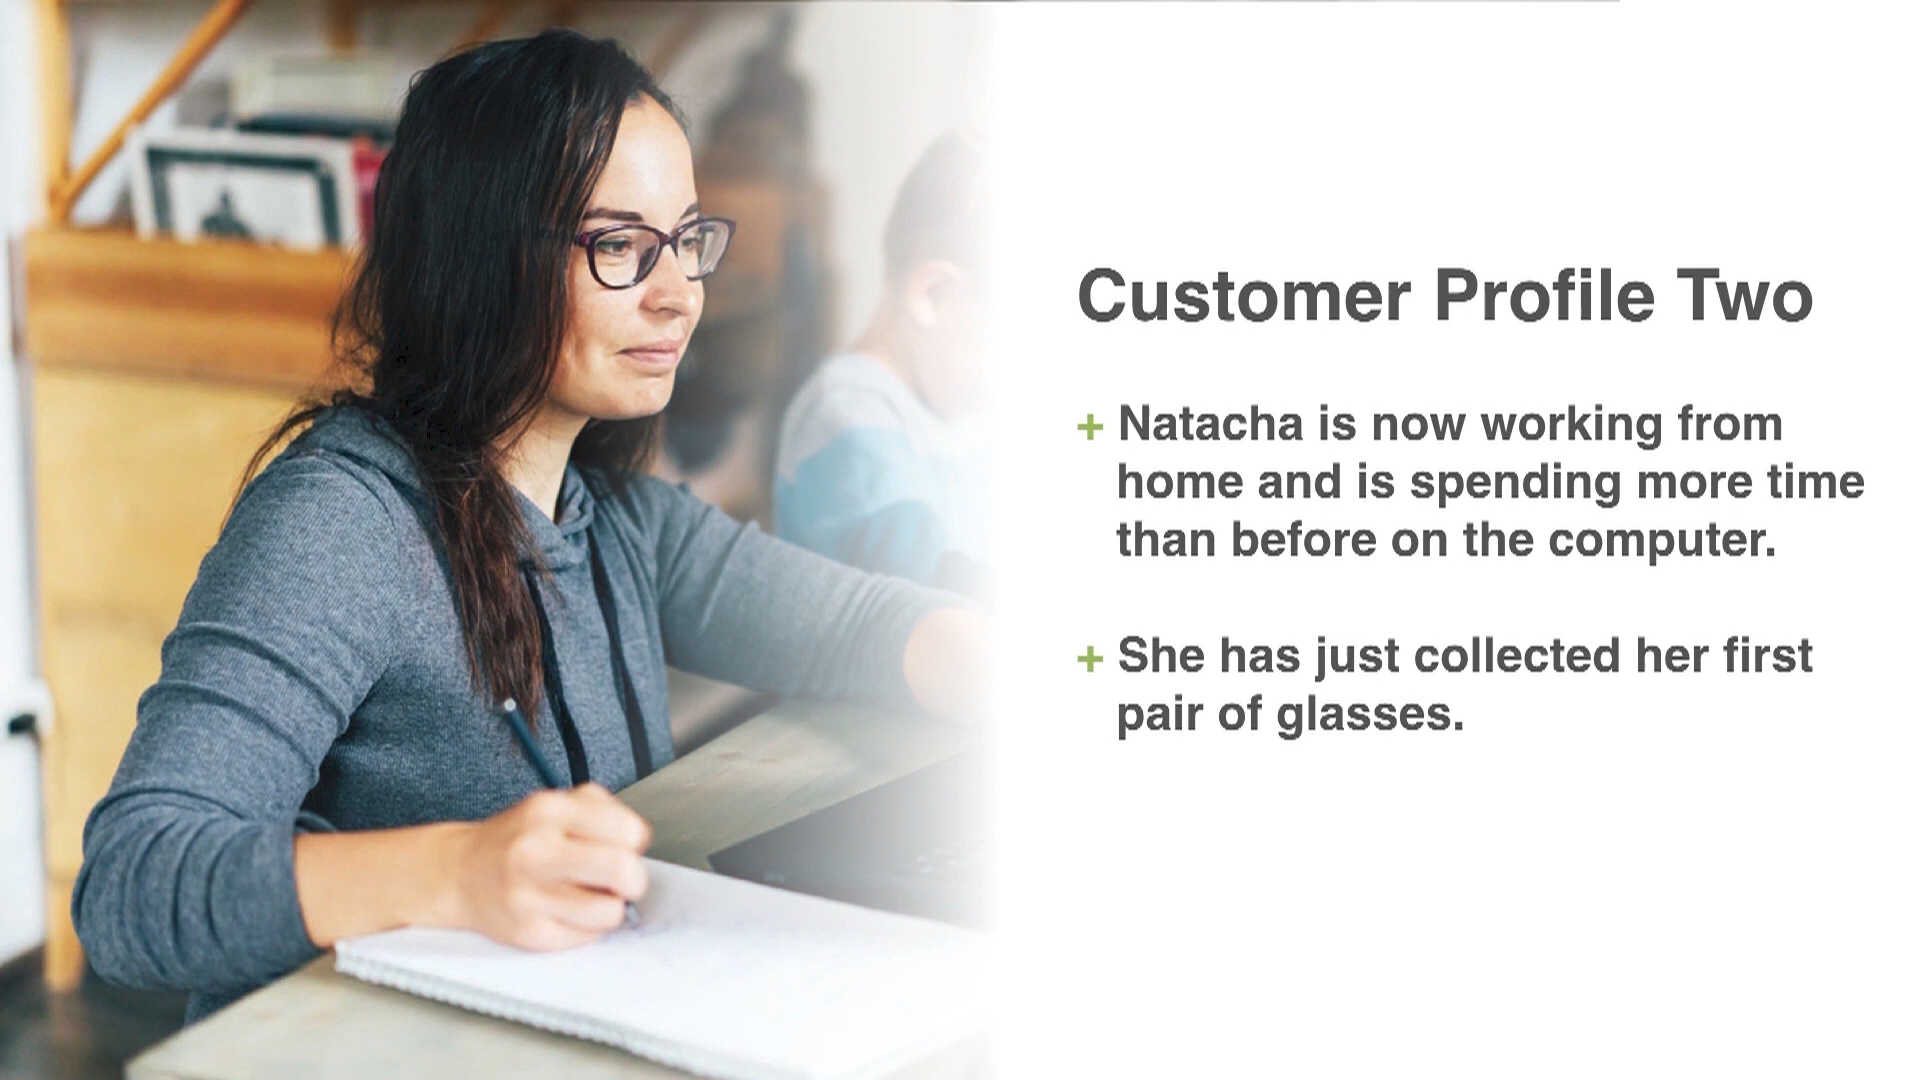 Customer Profile Two
+ Natacha is now working from
home and is spending more time
than before on the computer.
+ She has just collected her first
pair of glasses.